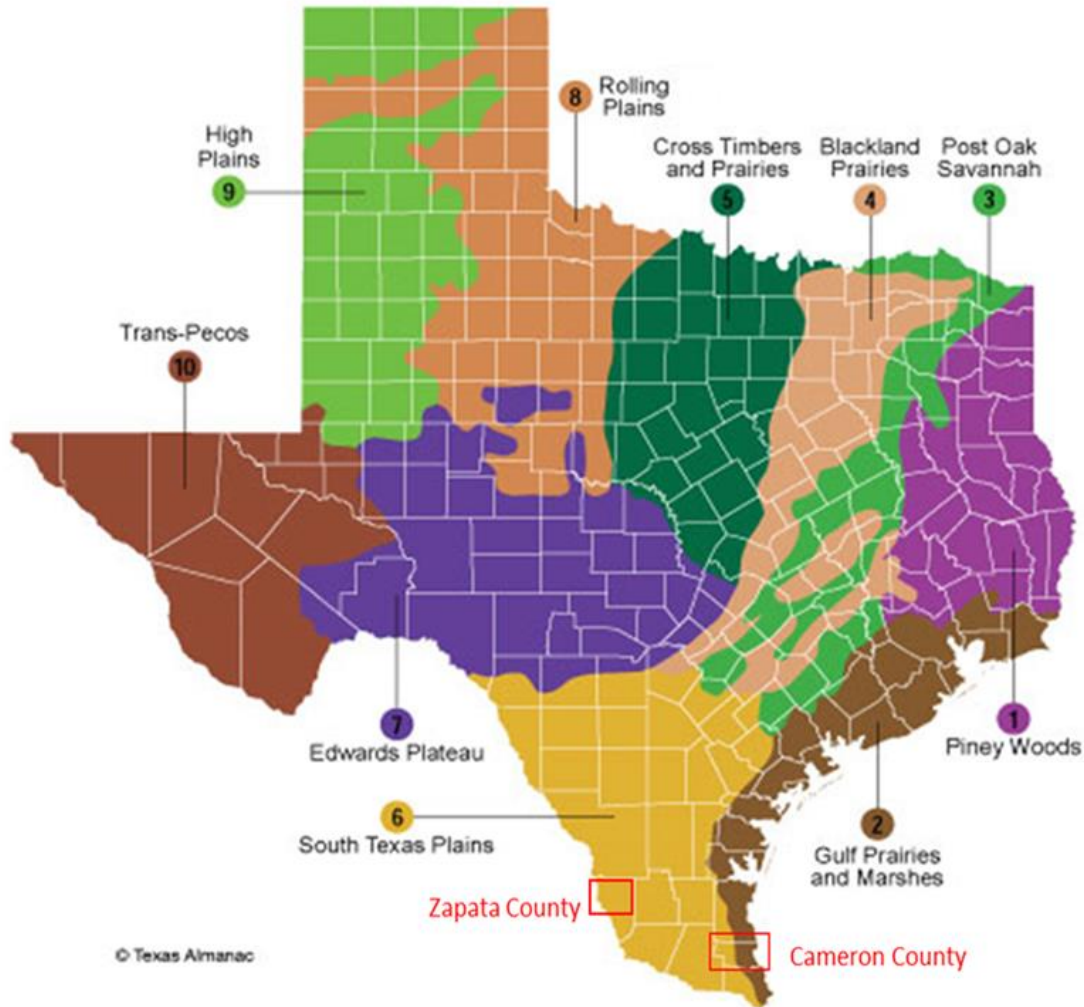 8
Rolling
Plains
High
Plains
9
Cross Timbers
and Prairies
5
Blackland
Prairies
4
Post Oak
Savannah
3
Trans-Pecos
10
7
Edwards Plateau
1
Piney Woods
6
South Texas Plains
2
Gulf Prairies
and Marshes
Zapata County
Cameron County
© Texas Almanac